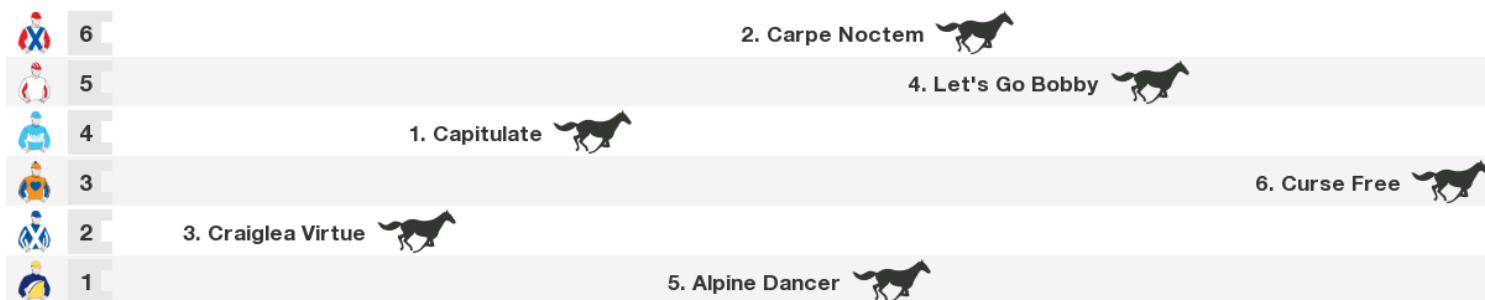 6 2. Carpe Noctem
5 4. Let's Go Bobby
4 1. Capitulate
3 6. Curse Free
2 3. Craiglea Virtue
1 5. Alpine Dancer